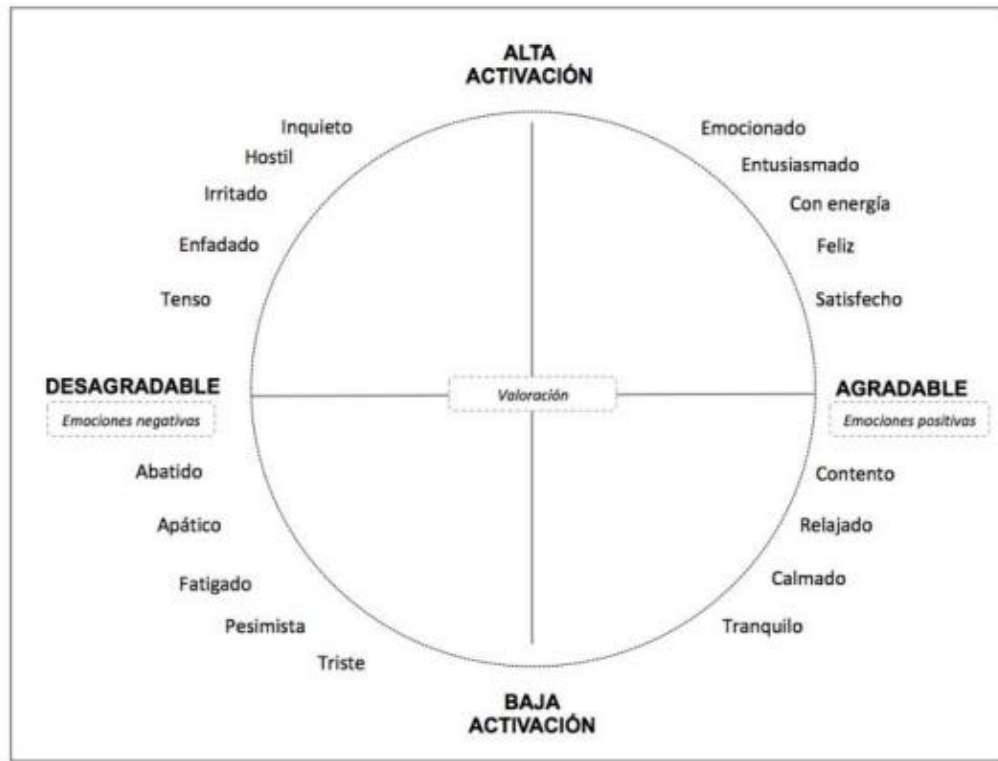 ALTA
ACTIVACIÓN
Inquieto
Emocionado
Hostil
Entusiasmado
Irritado
Con energía
Enfadado
Feliz
Tenso
Satisfecho
DESAGRADABLE
Valoración
AGRADABLE
Emociones negativas
Emociones positivas
Abatido
Contento
Apático
Relajado
Fatigado
Calmado
Pesimista
Tranquilo
Triste
BAJA
ACTIVACIÓN